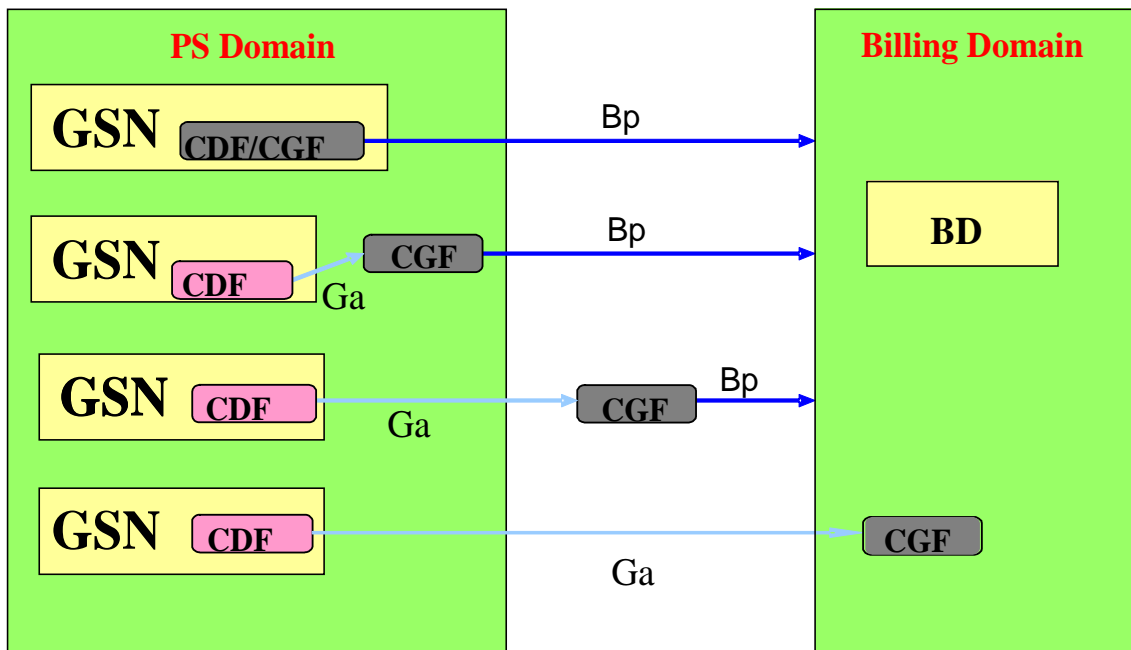 PS Domain
Billing Domain
GSN
CDF/CGF
Bp
GSN
CDF
Ga
CGF
Bp
BD
GSN
CDF
Ga
CGF
Bp
GSN
CDF
Ga
CGF